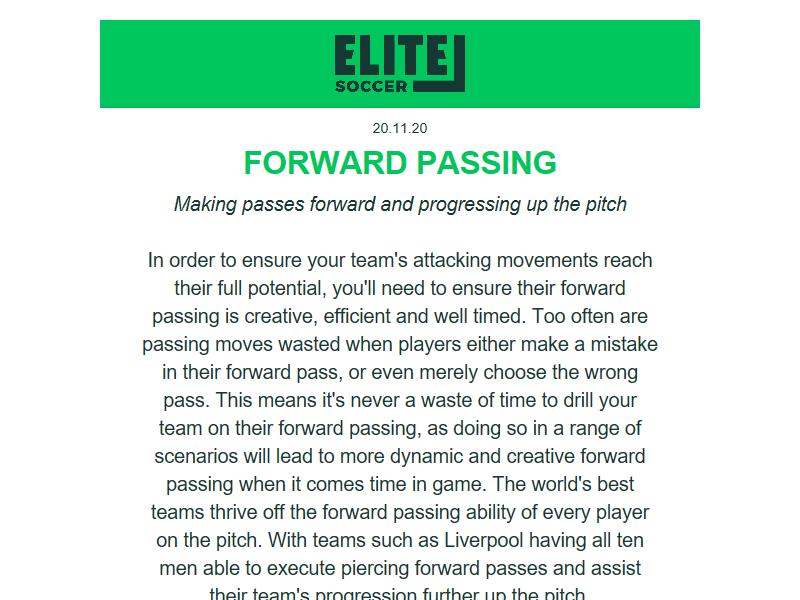 ELITE
SOCCER
20.11.20
FORWARD PASSING
Making passes forward and progressing up the pitch
In order to ensure your team's attacking movements reach
their full potential, you'll need to ensure their forward
passing is creative, efficient and well timed. Too often are
passing moves wasted when players either make a mistake
in their forward pass, or even merely choose the wrong
pass. This means it's never a waste of time to drill your
team on their forward passing, as doing so in a range of
scenarios will lead to more dynamic and creative forward
passing when it comes time in game. The world's best
teams thrive off the forward passing ability of every player
on the pitch. With teams such as Liverpool having all ten
men able to execute piercing forward passes and assist
their team's progression further up the pitch